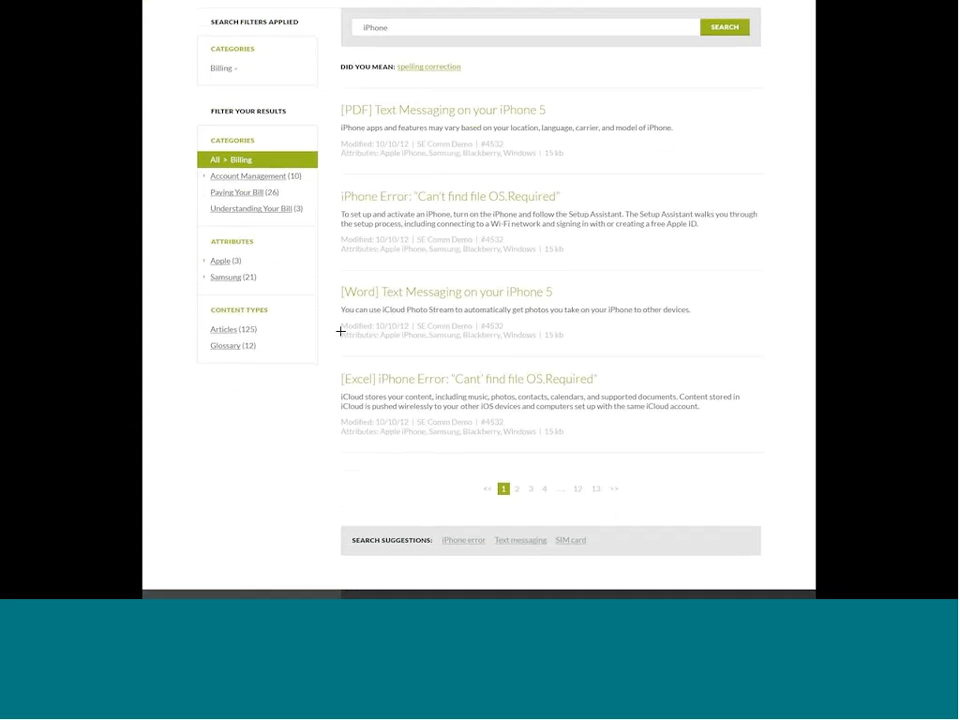 SEARCH FILTERS APPLIED
CATEGORIES
Billing -
FILTER YOUR RESULTS
CATEGORIES
All > Billing
Account Management (10)
Paying Your Bill (26)
Understanding Your Bill (3)
ATTRIBUTES
Apple (3)
Samsung (21)
CONTENT TYPES
Articles (125)
Glossary (12)
iPhone
SEARCH
DID YOU MEAN: spelling correction
[PDF] Text Messaging on your iPhone 5
iPhone apps and features may vary based on your location, language, carrier, and model of iPhone.
Modified: 10/10/12 | SE Comm Demo | #4532
Attributes: Apple iPhone, Samsung, Blackberry, Windows | 15 kb
iPhone Error: "Can't find file OS.Required"
To set up and activate an iPhone, turn on the iPhone and follow the Setup Assistant. The Setup Assistant walks you through
the setup process, including connecting to a Wi-Fi network and signing in with or creating a free Apple ID.
Modified: 10/10/12 | SE Comm Demo | #4532
Attributes: Apple iPhone, Samsung, Blackberry, Windows | 15 kb
[Word] Text Messaging on your iPhone 5
You can use iCloud Photo Stream to automatically get photos you take on your iPhone to other devices.
Modified: 10/10/12 | SE Comm Demo | #4532
Attributes: Apple iPhone, Samsung, Blackberry, Windows | 15 kb
[Excel] iPhone Error: "Cant' find file OS.Required"
iCloud stores your content, including music, photos, contacts, calendars, and supported documents. Content stored in
iCloud is pushed wirelessly to your other iOS devices and computers set up with the same iCloud account.
Modified: 10/10/12 | SE Comm Demo | #4532
Attributes: Apple iPhone, Samsung, Blackberry, Windows | 15 kb
<< 1 2 3 4 ... 12 13 >>
SEARCH SUGGESTIONS: iPhone error Text messaging SIM card